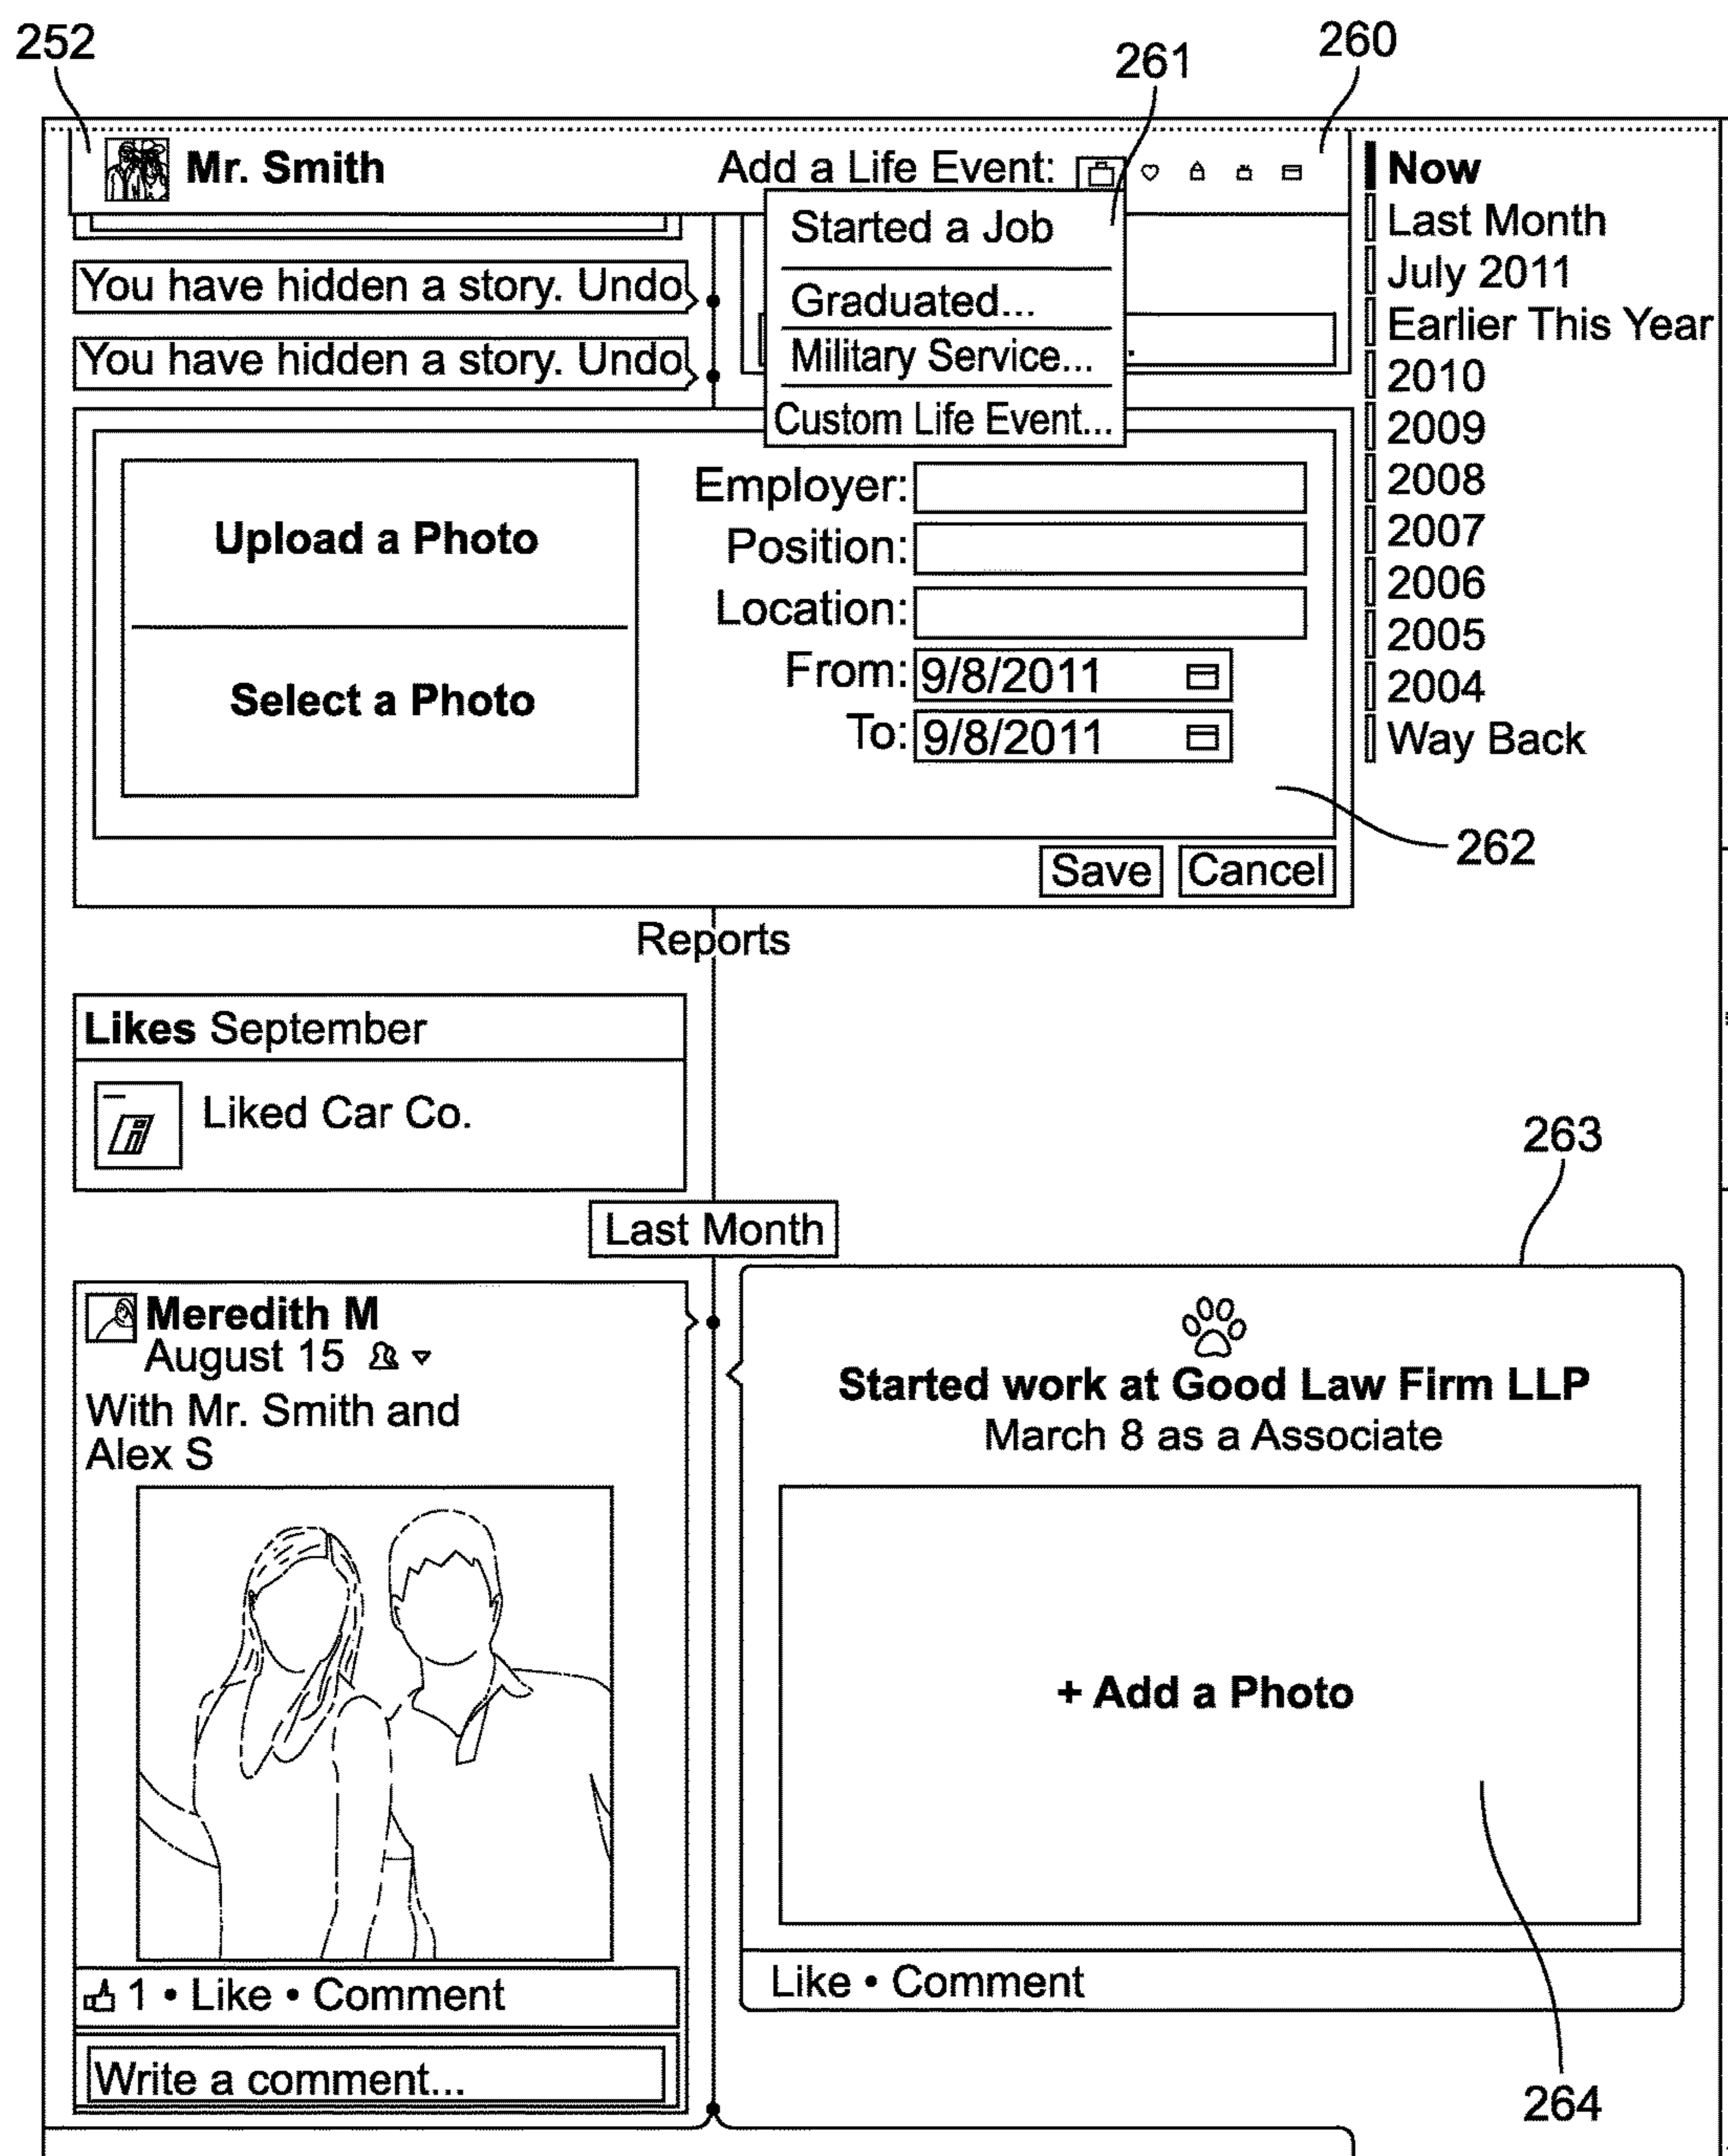 252
261
260
Mr. Smith
Add a Life Event:
Started a Job
Graduated...
Military Service...
Custom Life Event...
Now
Last Month
July 2011
Earlier This Year
2010
2009
2008
2007
2006
2005
2004
Way Back
You have hidden a story. Undo
You have hidden a story. Undo
Upload a Photo
Select a Photo
Employer:
Position:
Location:
From: 9/8/2011
To: 9/8/2011
262
Save Cancel
Reports
Likes September
Liked Car Co.
Last Month
263
Meredith M
August 15
With Mr. Smith and
Alex S
1 • Like • Comment
Write a comment...
Started work at Good Law Firm LLP
March 8 as a Associate
+ Add a Photo
Like • Comment
264